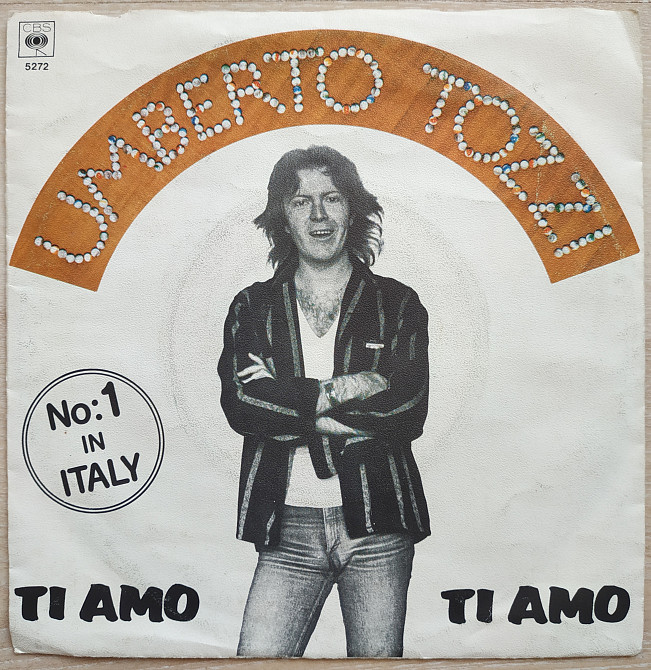 CBS
5272
UMBERTO TOZZI
No:1
IN
ITALY
TI AMO
TI AMO